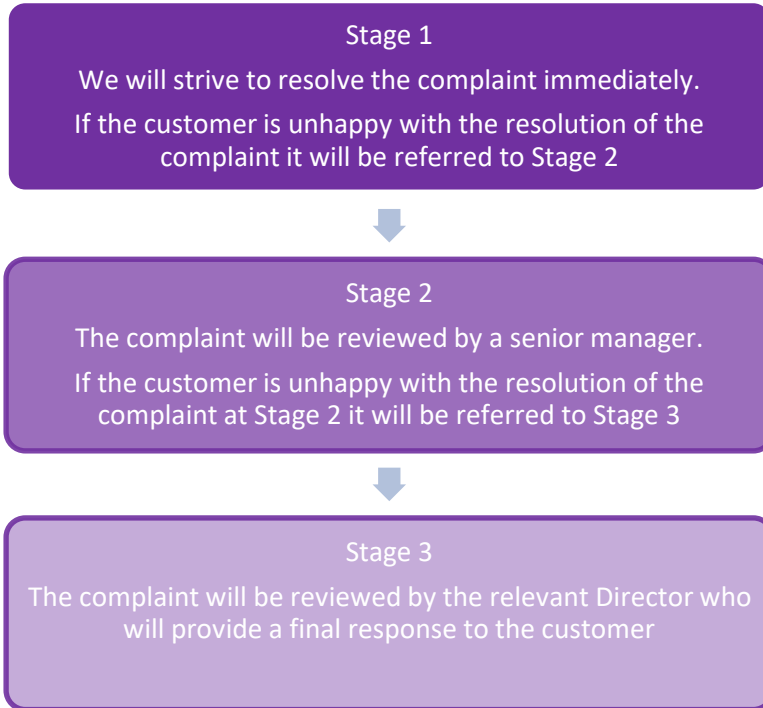 Stage 1
We will strive to resolve the complaint immediately.
If the customer is unhappy with the resolution of the
complaint it will be referred to Stage 2
Stage 2
The complaint will be reviewed by a senior manager.
If the customer is unhappy with the resolution of the
complaint at Stage 2 it will be referred to Stage 3
Stage 3
The complaint will be reviewed by the relevant Director who
will provide a final response to the customer